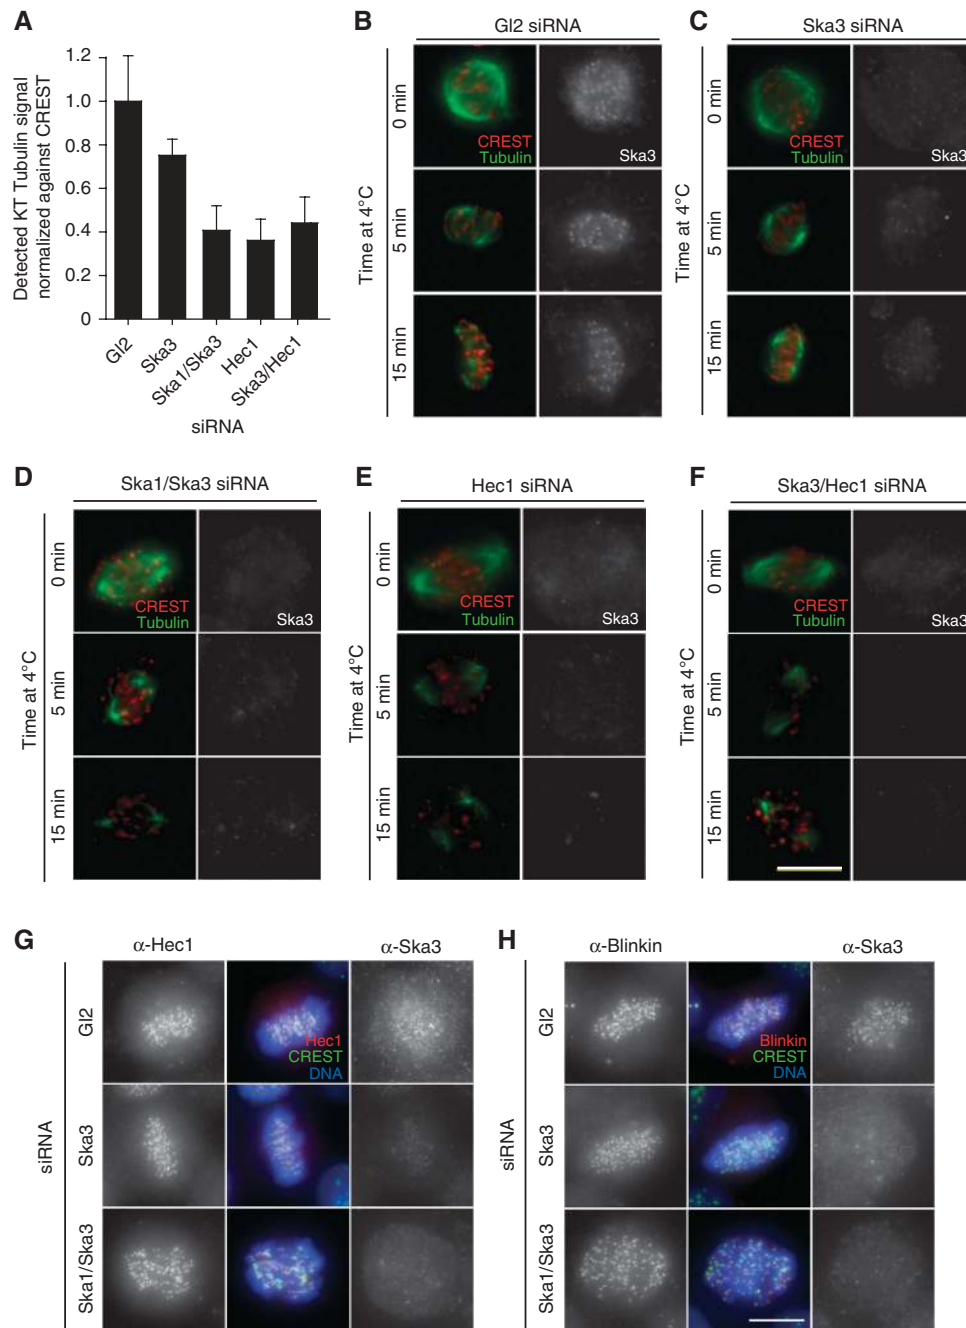 A
Detected KT Tubulin signal
normalized against CREST
1.2
1.0
0.8
0.6
0.4
0.2
0
Gl2
Ska3
Ska1/Ska3
Hec1
Ska3/Hec1
siRNA
B
Gl2 siRNA
Time at 4°C
0 min
CREST
Tubulin
Ska3
5 min
15 min
C
Ska3 siRNA
Time at 4°C
0 min
CREST
Tubulin
Ska3
5 min
15 min
D
Ska1/Ska3 siRNA
Time at 4°C
0 min
CREST
Tubulin
Ska3
5 min
15 min
E
Hec1 siRNA
Time at 4°C
0 min
CREST
Tubulin
Ska3
5 min
15 min
F
Ska3/Hec1 siRNA
Time at 4°C
0 min
CREST
Tubulin
Ska3
5 min
15 min
G
α-Hec1
α-Ska3
siRNA
Gl2
Hec1
CREST
DNA
Ska3
Ska1/Ska3
H
α-Blinkin
α-Ska3
siRNA
Gl2
Blinkin
CREST
DNA
Ska3
Ska1/Ska3